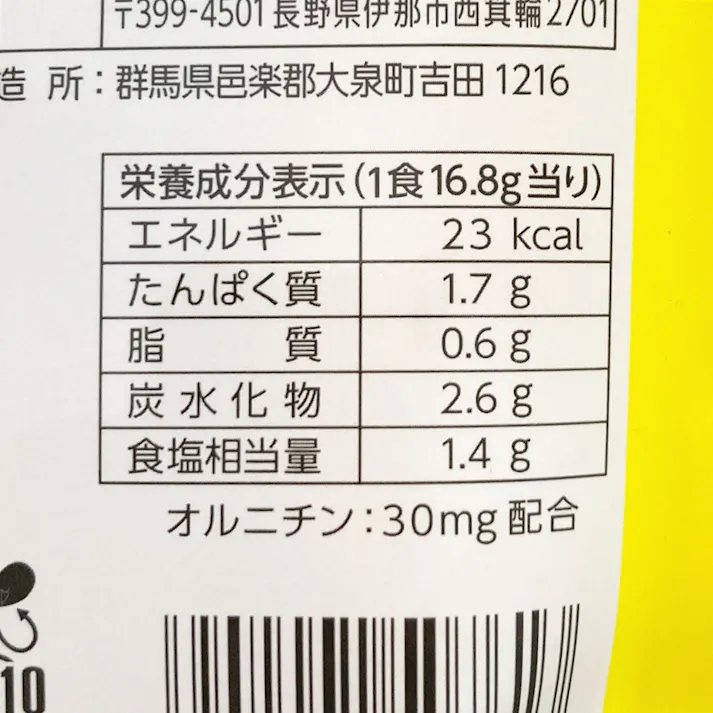 〒399-4501 長野県伊那市西箕輪2701
造 所：群馬県邑楽郡大泉町吉田 1216
栄養成分表示(1食16.8g当り)
エネルギー 23 kcal
たんぱく質 1.7 g
脂質 0.6 g
炭水化物 2.6 g
食塩相当量 1.4 g
オルニチン：30mg 配合
10